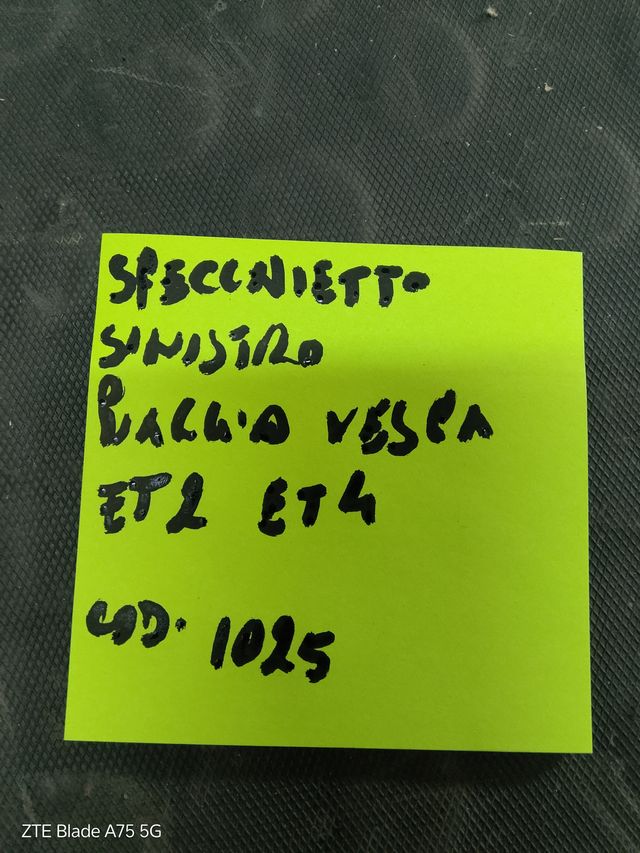 SPECCHIETTO
SINISTRO
PIAGGIO VESPA
ET2 ET4
COD. 1025
ZTE Blade A75 5G